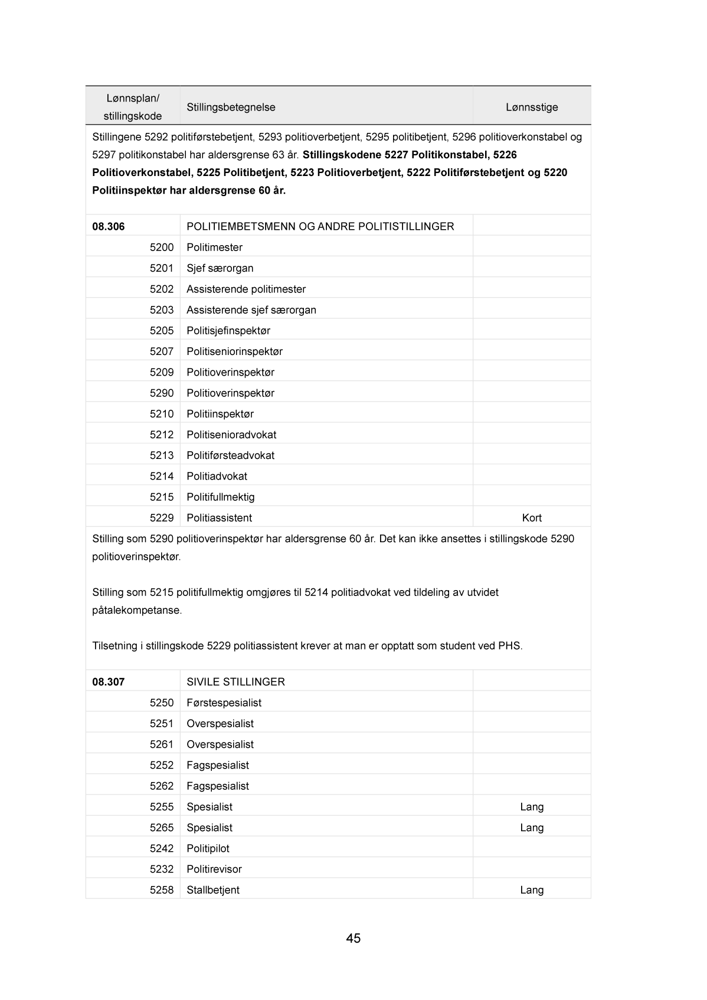 Lønnsplan/
stillingskode
Stillingsbetegnelse
Lønnsstige
Stillingene 5292 politiførstebetjent, 5293 politioverbetjent, 5295 politibetjent, 5296 politioverkonstabel og
5297 politikonstabel har aldersgrense 63 år. Stillingskodene 5227 Politikonstabel, 5226
Politioverkonstabel, 5225 Politibetjent, 5223 Politioverbetjent, 5222 Politiførstebetjent og 5220
Politiinspektør har aldersgrense 60 år.
08.306 POLITIEMBETSMENN OG ANDRE POLITISTILLINGER
5200 Politimester
5201 Sjef særorgan
5202 Assisterende politimester
5203 Assisterende sjef særorgan
5205 Politisjefinspektør
5207 Politiseniorinspektør
5209 Politioverinspektør
5290 Politioverinspektør
5210 Politiinspektør
5212 Politisenioradvokat
5213 Politiførsteadvokat
5214 Politiadvokat
5215 Politifullmektig
5229 Politiassistent Kort
Stilling som 5290 politioverinspektør har aldersgrense 60 år. Det kan ikke ansettes i stillingskode 5290
politioverinspektør.
Stilling som 5215 politifullmektig omgjøres til 5214 politiadvokat ved tildeling av utvidet
påtalekompetanse.
Tilsetning i stillingskode 5229 politiassistent krever at man er opptatt som student ved PHS.
08.307 SIVILE STILLINGER
5250 Førstespesialist
5251 Overspesialist
5261 Overspesialist
5252 Fagspesialist
5262 Fagspesialist
5255 Spesialist Lang
5265 Spesialist Lang
5242 Politipilot
5232 Politirevisor
5258 Stallbetjent Lang
45